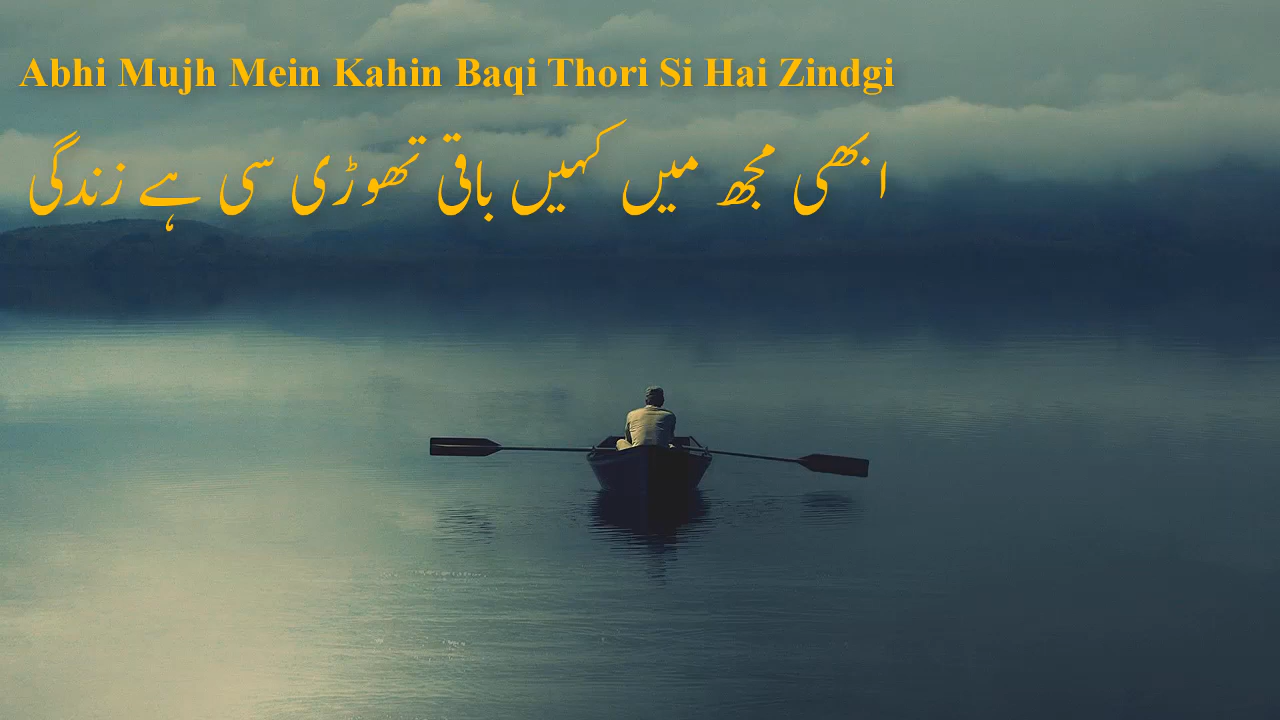 Abhi Mujh Mein Kahin Baqi Thori Si Hai Zindgi
ابھی مجھ میں کہیں باقی تھوڑی سی ہے زندگی